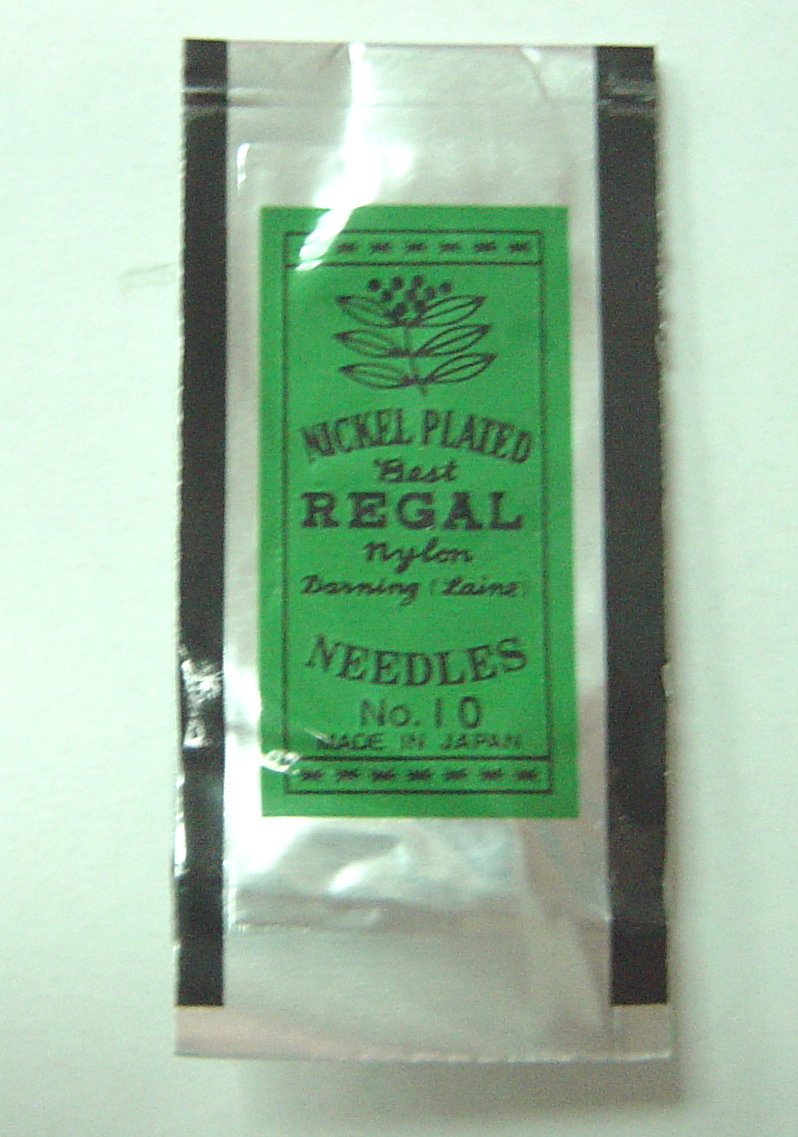 NICKEL PLATED
Best
REGAL
Nylon
Darning (Laine)
NEEDLES
No. 10
MADE IN JAPAN